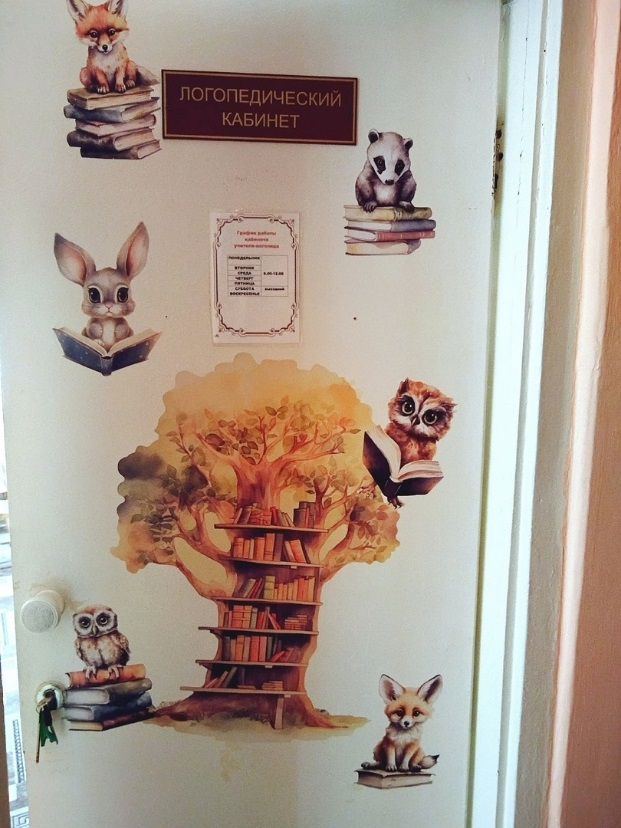 ЛОГОПЕДИЧЕСКИЙ
КАБИНЕТ
График работы
кабинета
учителя-логопеда
ПОНЕДЕЛЬНИК
ВТОРНИК
СРЕДА
ЧЕТВЕРГ
ПЯТНИЦА
СУББОТА
ВОСКРЕСЕНЬЕ